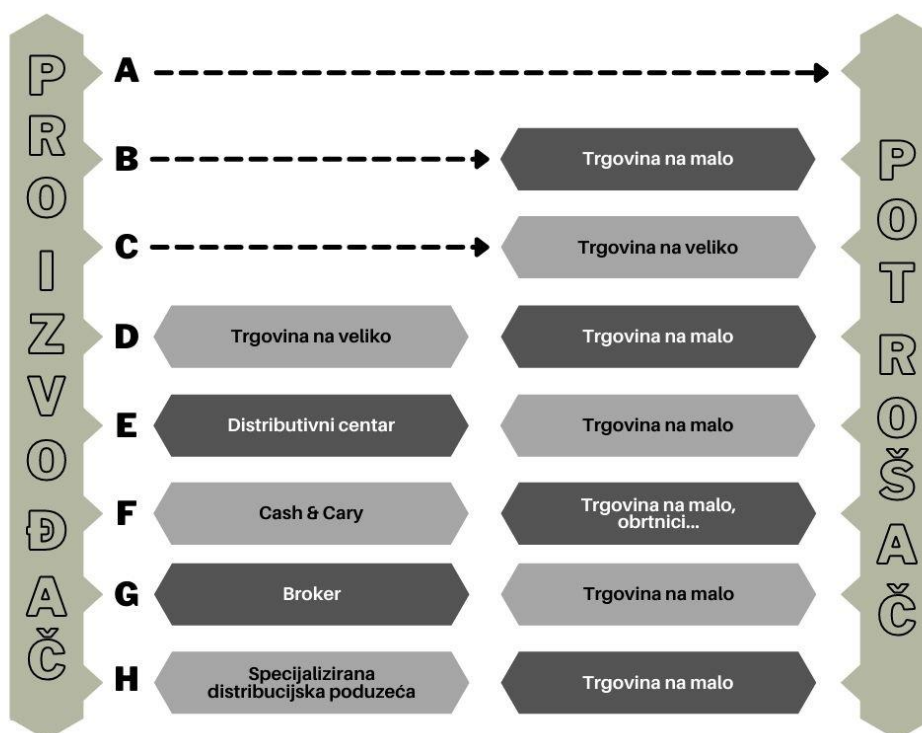 PROIZVOĐAČ
A
B
Trgovina na malo
C
Trgovina na veliko
D
Trgovina na veliko
Trgovina na malo
E
Distributivni centar
Trgovina na malo
F
Cash & Cary
Trgovina na malo,
obrtnici...
G
Broker
Trgovina na malo
H
Specijalizirana
distribucijska poduzeća
Trgovina na malo
POTROŠAČ